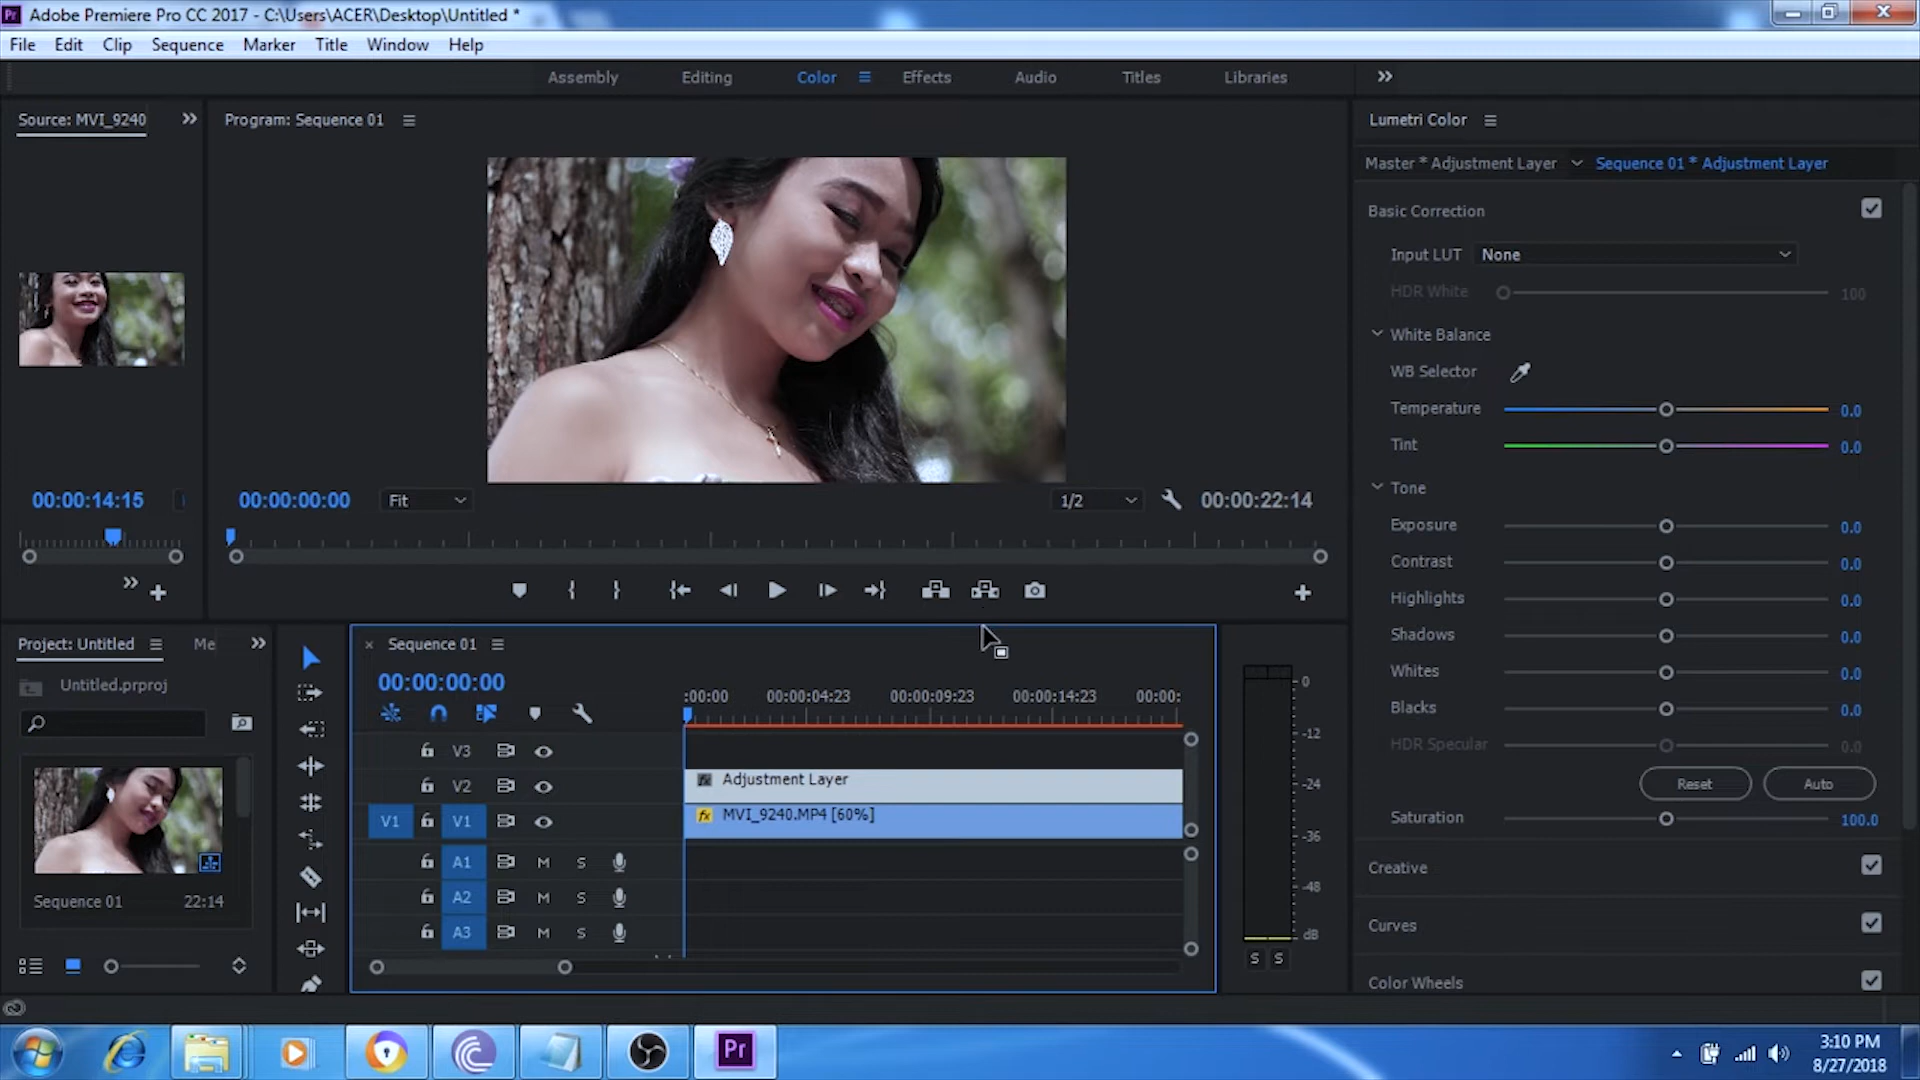 Adobe Premiere Pro CC 2017 - C:\Users\ACER\Desktop\Untitled *
File Edit Clip Sequence Marker Title Window Help
Assembly Editing Color Effects Audio Titles Libraries
Source: MVI_9240
Program: Sequence 01
Lumetri Color
Master * Adjustment Layer Sequence 01 * Adjustment Layer
Basic Correction
Input LUT None
HDR White 100
White Balance
WB Selector
Temperature 0.0
Tint 0.0
Tone
Exposure 0.0
Contrast 0.0
Highlights 0.0
Shadows 0.0
Whites 0.0
Blacks 0.0
HDR Specular 0.0
Reset Auto
Saturation 100.0
Creative
Curves
Color Wheels
00:00:14:15
00:00:00:00 Fit 1/2 00:00:22:14
Project: Untitled Me
Untitled.prproj
Sequence 01 22:14
Sequence 01
00:00:00:00
:00:00 00:00:04:23 00:00:09:23 00:00:14:23 00:00:
V3
V2 Adjustment Layer
V1 V1 MVI_9240.MP4 [60%]
A1 M S
A2 M S
A3 M S
0
-12
-24
-36
-48
dB
S S
Pr
3:10 PM
8/27/2018